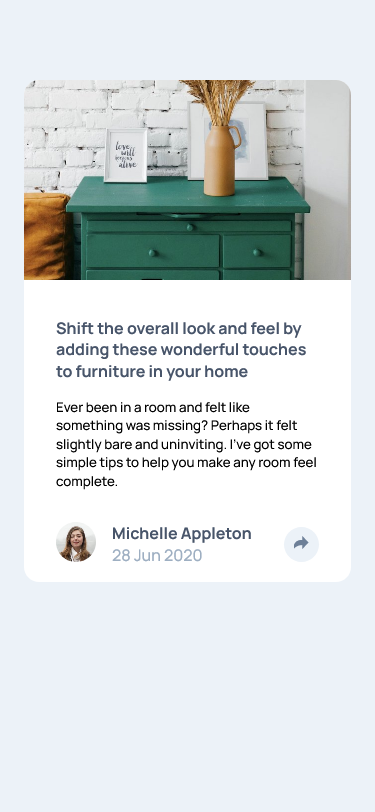 love
will
alive
Shift the overall look and feel by
adding these wonderful touches
to furniture in your home
Ever been in a room and felt like
something was missing? Perhaps it felt
slightly bare and uninviting. I've got some
simple tips to help you make any room feel
complete.
Michelle Appleton
28 Jun 2020